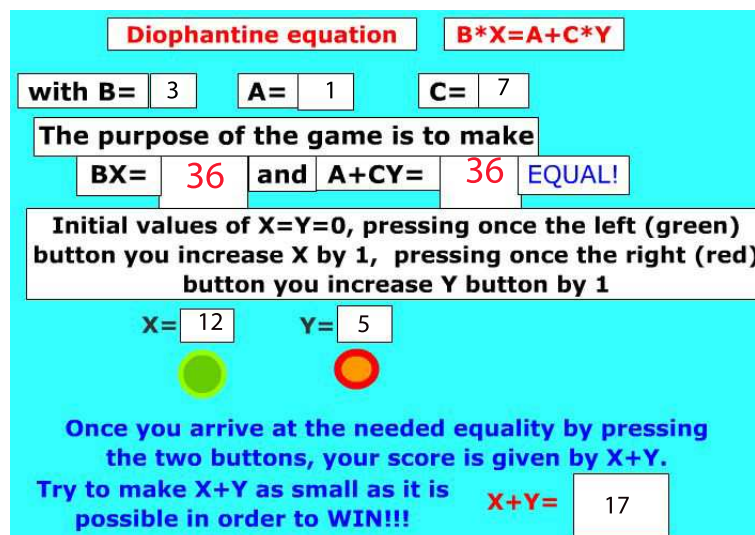 Diophantine equation B*X=A+C*Y
with B= 3 A= 1 C= 7
The purpose of the game is to make
BX= 36 and A+CY= 36 EQUAL!
Initial values of X=Y=0, pressing once the left (green)
button you increase X by 1, pressing once the right (red)
button you increase Y button by 1
X= 12 Y= 5
Once you arrive at the needed equality by pressing
the two buttons, your score is given by X+Y.
Try to make X+Y as small as it is
possible in order to WIN!!!
X+Y= 17